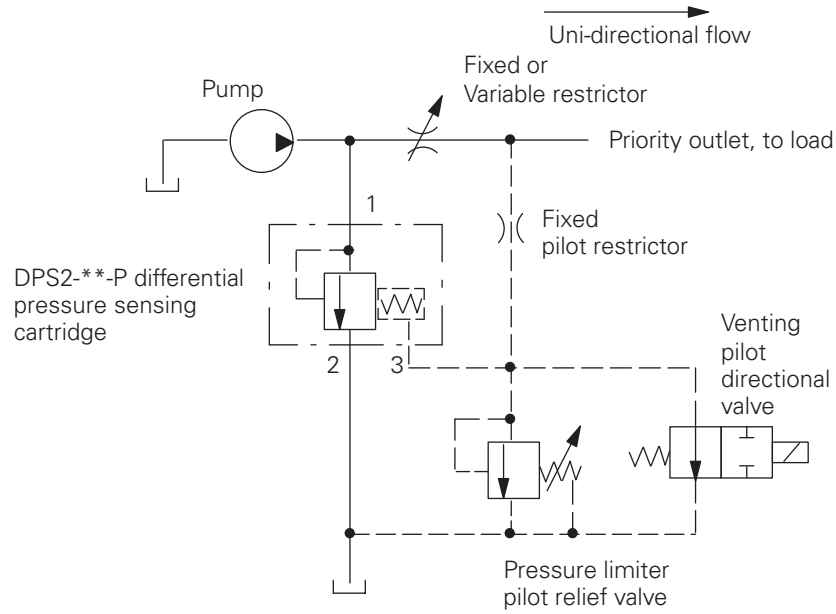 Uni-directional flow
Fixed or
Variable restrictor
Pump
Priority outlet, to load
1
Fixed
pilot restrictor
DPS2-**-P differential
pressure sensing
cartridge
2
3
Venting
pilot
directional
valve
Pressure limiter
pilot relief valve